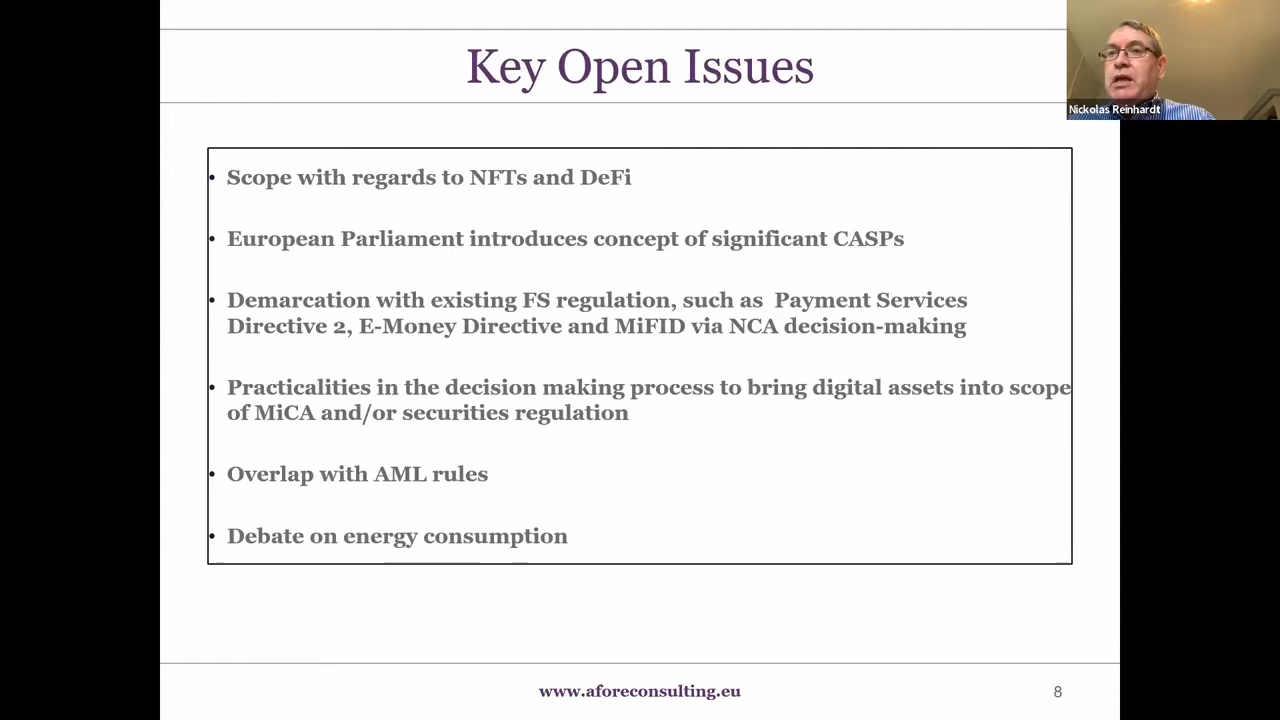 Key Open Issues
Nickolas Reinhardt
• Scope with regards to NFTs and DeFi
• European Parliament introduces concept of significant CASPs
• Demarcation with existing FS regulation, such as  Payment Services
Directive 2, E-Money Directive and MiFID via NCA decision-making
• Practicalities in the decision making process to bring digital assets into scope
of MiCA and/or securities regulation
• Overlap with AML rules
• Debate on energy consumption
www.aforeconsulting.eu
8